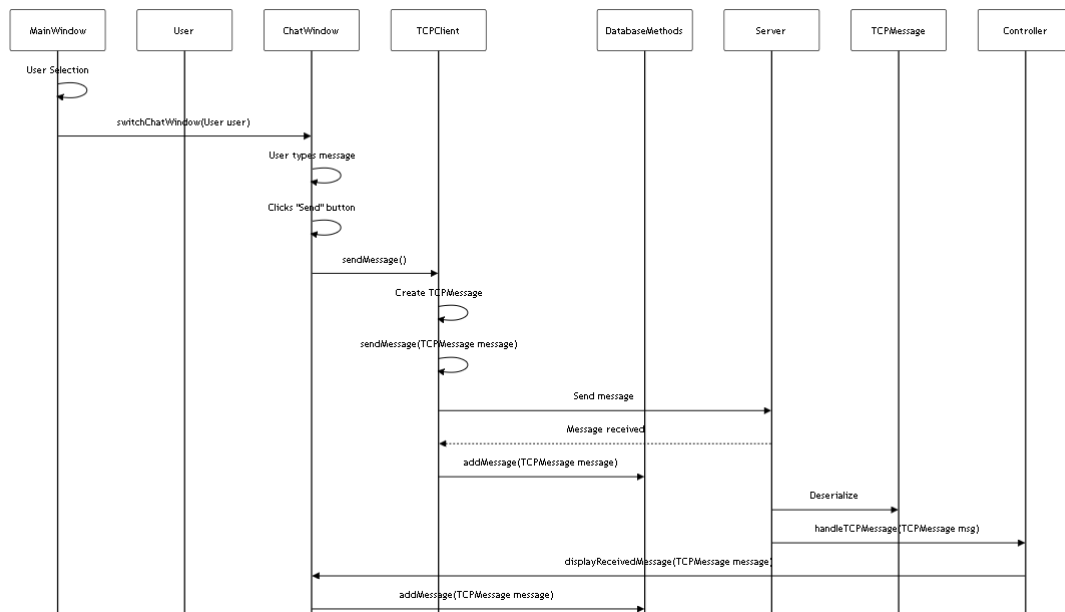 MainWindow
User
ChatWindow
TCPClient
DatabaseMethods
Server
TCPMessage
Controller
User Selection
switchChatWindow(User user)
User types message
Clicks "Send" button
sendMessage()
Create TCPMessage
sendMessage(TCPMessage message)
Send message
Message received
addMessage(TCPMessage message)
Deserialize
handleTCPMessage(TCPMessage msg)
displayReceivedMessage(TCPMessage message)
addMessage(TCPMessage message)